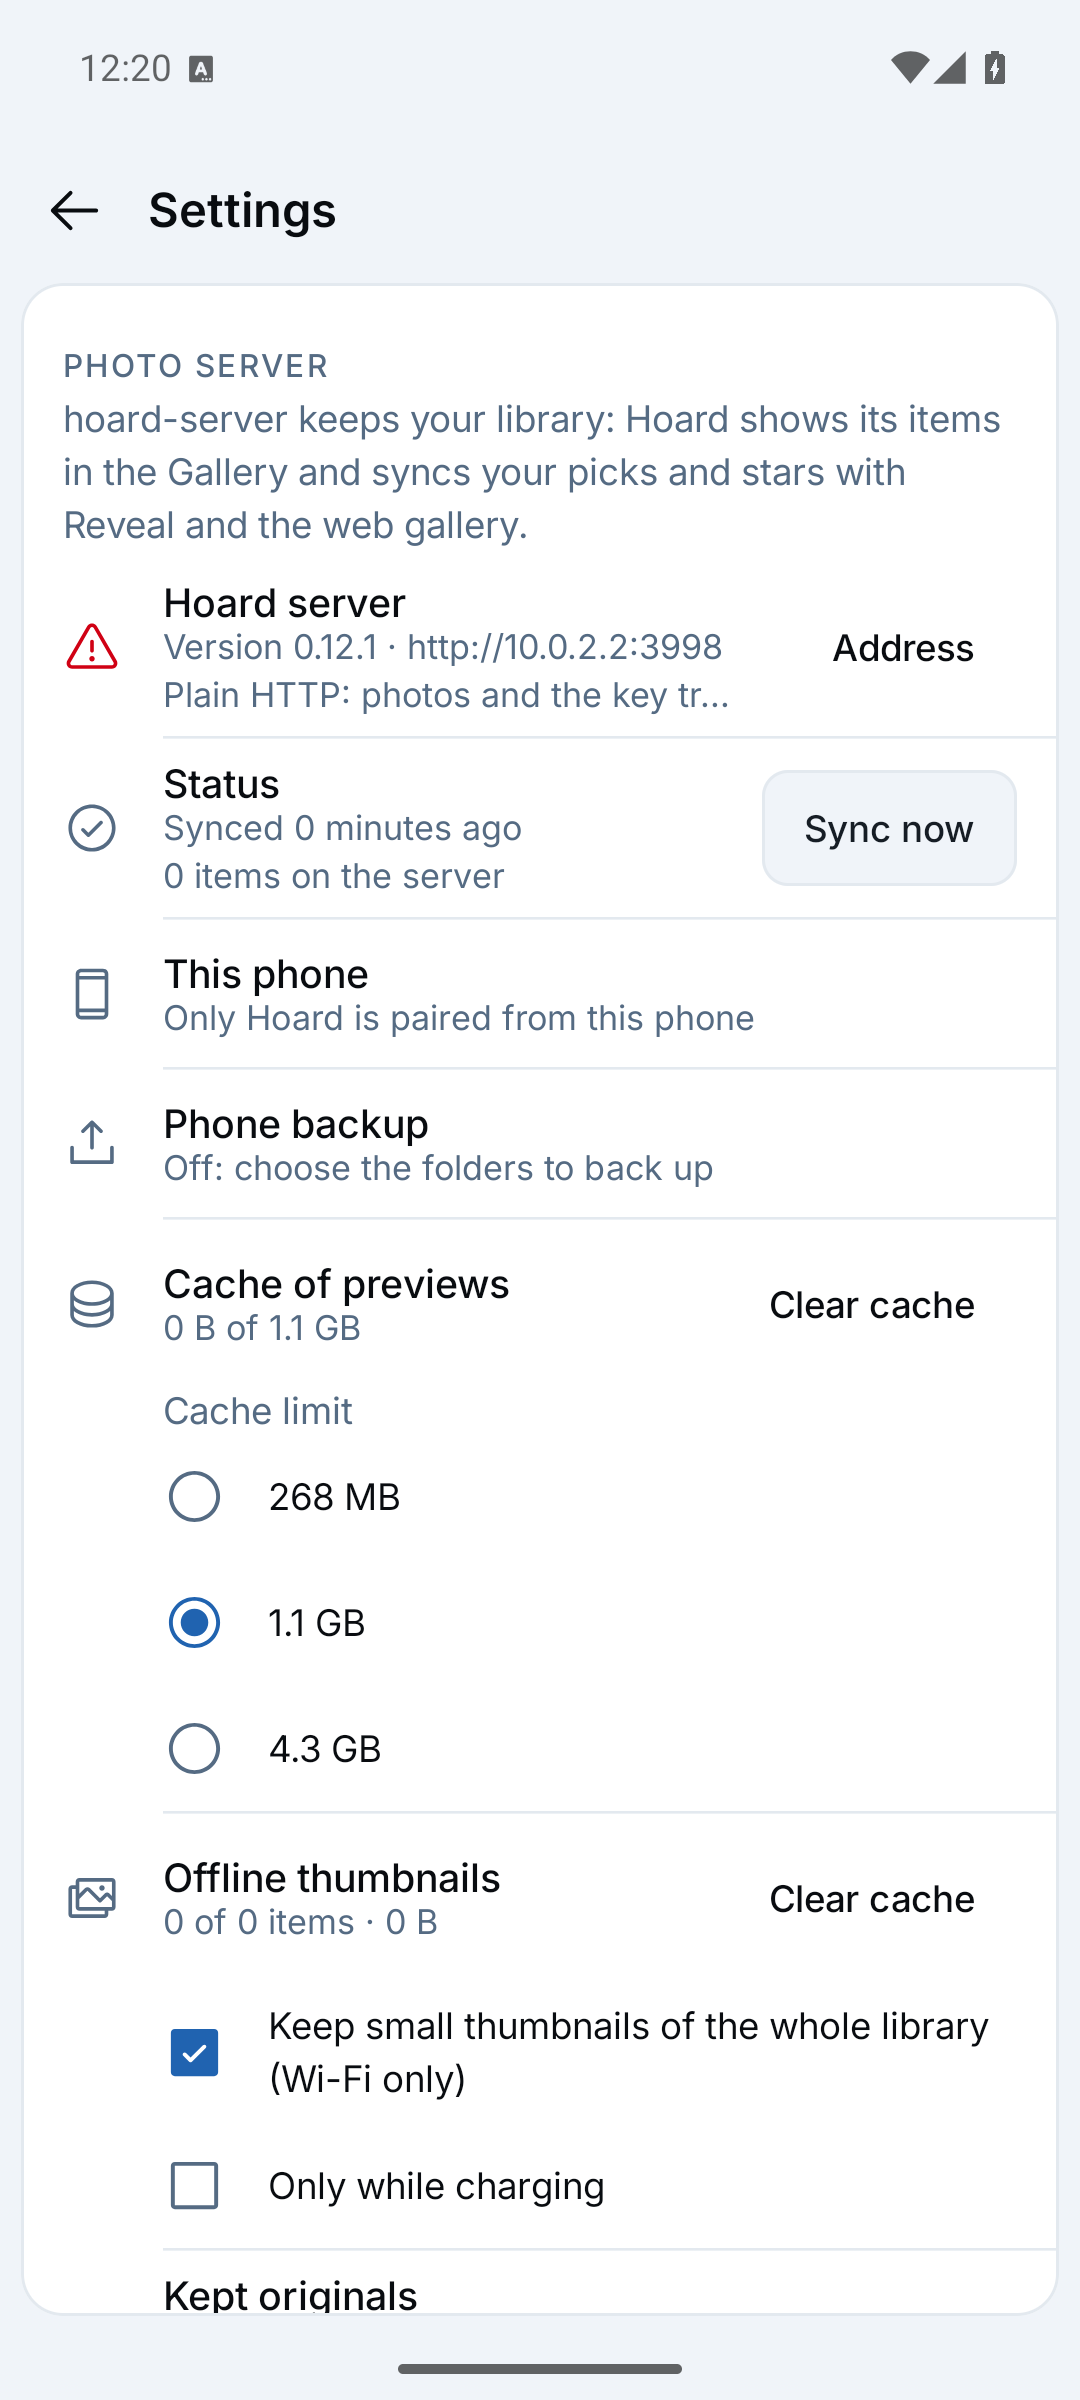 12:20
Settings
PHOTO SERVER
hoard-server keeps your library: Hoard shows its items
in the Gallery and syncs your picks and stars with
Reveal and the web gallery.
Hoard server
Version 0.12.1 · http://10.0.2.2:3998
Plain HTTP: photos and the key tr...
Address
Status
Synced 0 minutes ago
0 items on the server
Sync now
This phone
Only Hoard is paired from this phone
Phone backup
Off: choose the folders to back up
Cache of previews
0 B of 1.1 GB
Clear cache
Cache limit
268 MB
1.1 GB
4.3 GB
Offline thumbnails
0 of 0 items · 0 B
Clear cache
Keep small thumbnails of the whole library
(Wi-Fi only)
Only while charging
Kept originals